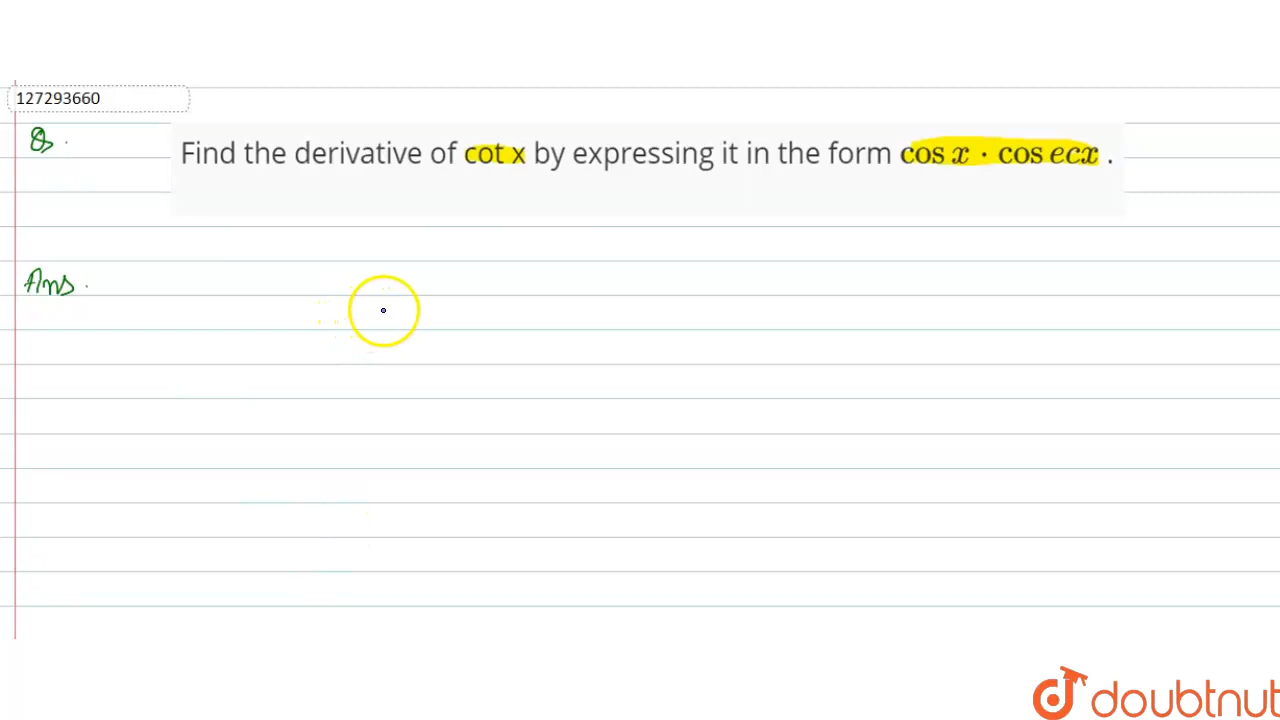 127293660
Q.
Find the derivative of cot x by expressing it in the form cos x · cos ecx .
Ans.
doubtnut